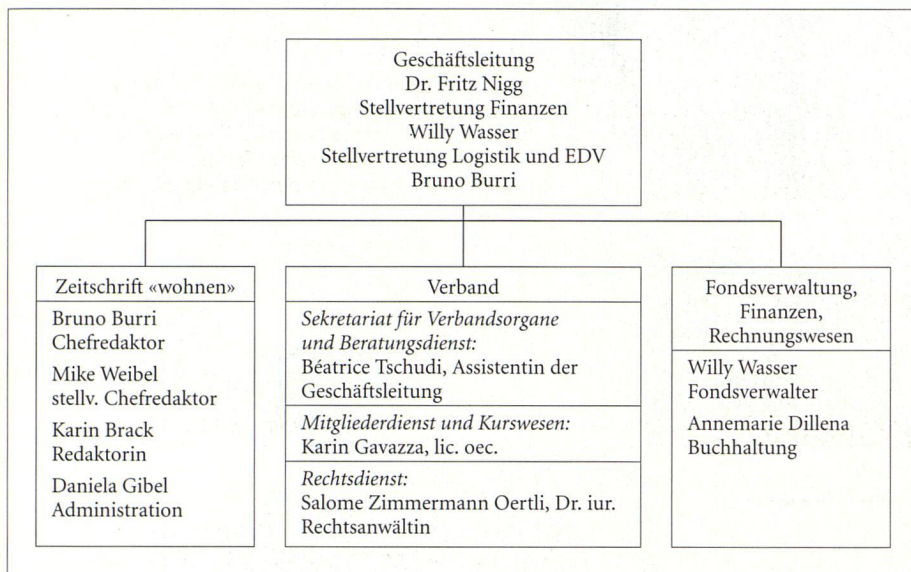 Geschäftsleitung
Dr. Fritz Nigg
Stellvertretung Finanzen
Willy Wasser
Stellvertretung Logistik und EDV
Bruno Burri
Zeitschrift «wohnen»
Bruno Burri
Chefredaktor
Mike Weibel
stellv. Chefredaktor
Karin Brack
Redaktorin
Daniela Gibel
Administration
Verband
Sekretariat für Verbandsorgane
und Beratungsdienst:
Béatrice Tschudi, Assistentin der
Geschäftsleitung
Mitgliederdienst und Kurswesen:
Karin Gavazza, lic. oec.
Rechtsdienst:
Salome Zimmermann Oertli, Dr. iur.
Rechtsanwältin
Fondsverwaltung,
Finanzen,
Rechnungswesen
Willy Wasser
Fondsverwalter
Annemarie Dillena
Buchhaltung